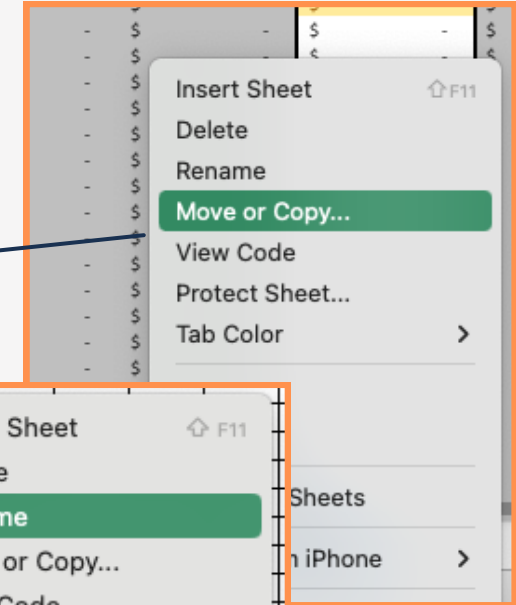 - $ - $ - $
- $ $
- $
- $
- $
- $
- $
- $
- $
- $
- $
- $
- $
- $
Insert Sheet ⇧F11
Delete
Rename
Move or Copy...
View Code
Protect Sheet...
Tab Color >
Sheets
iPhone >
Sheet ⇧ F11
e
me
or Copy...
Code